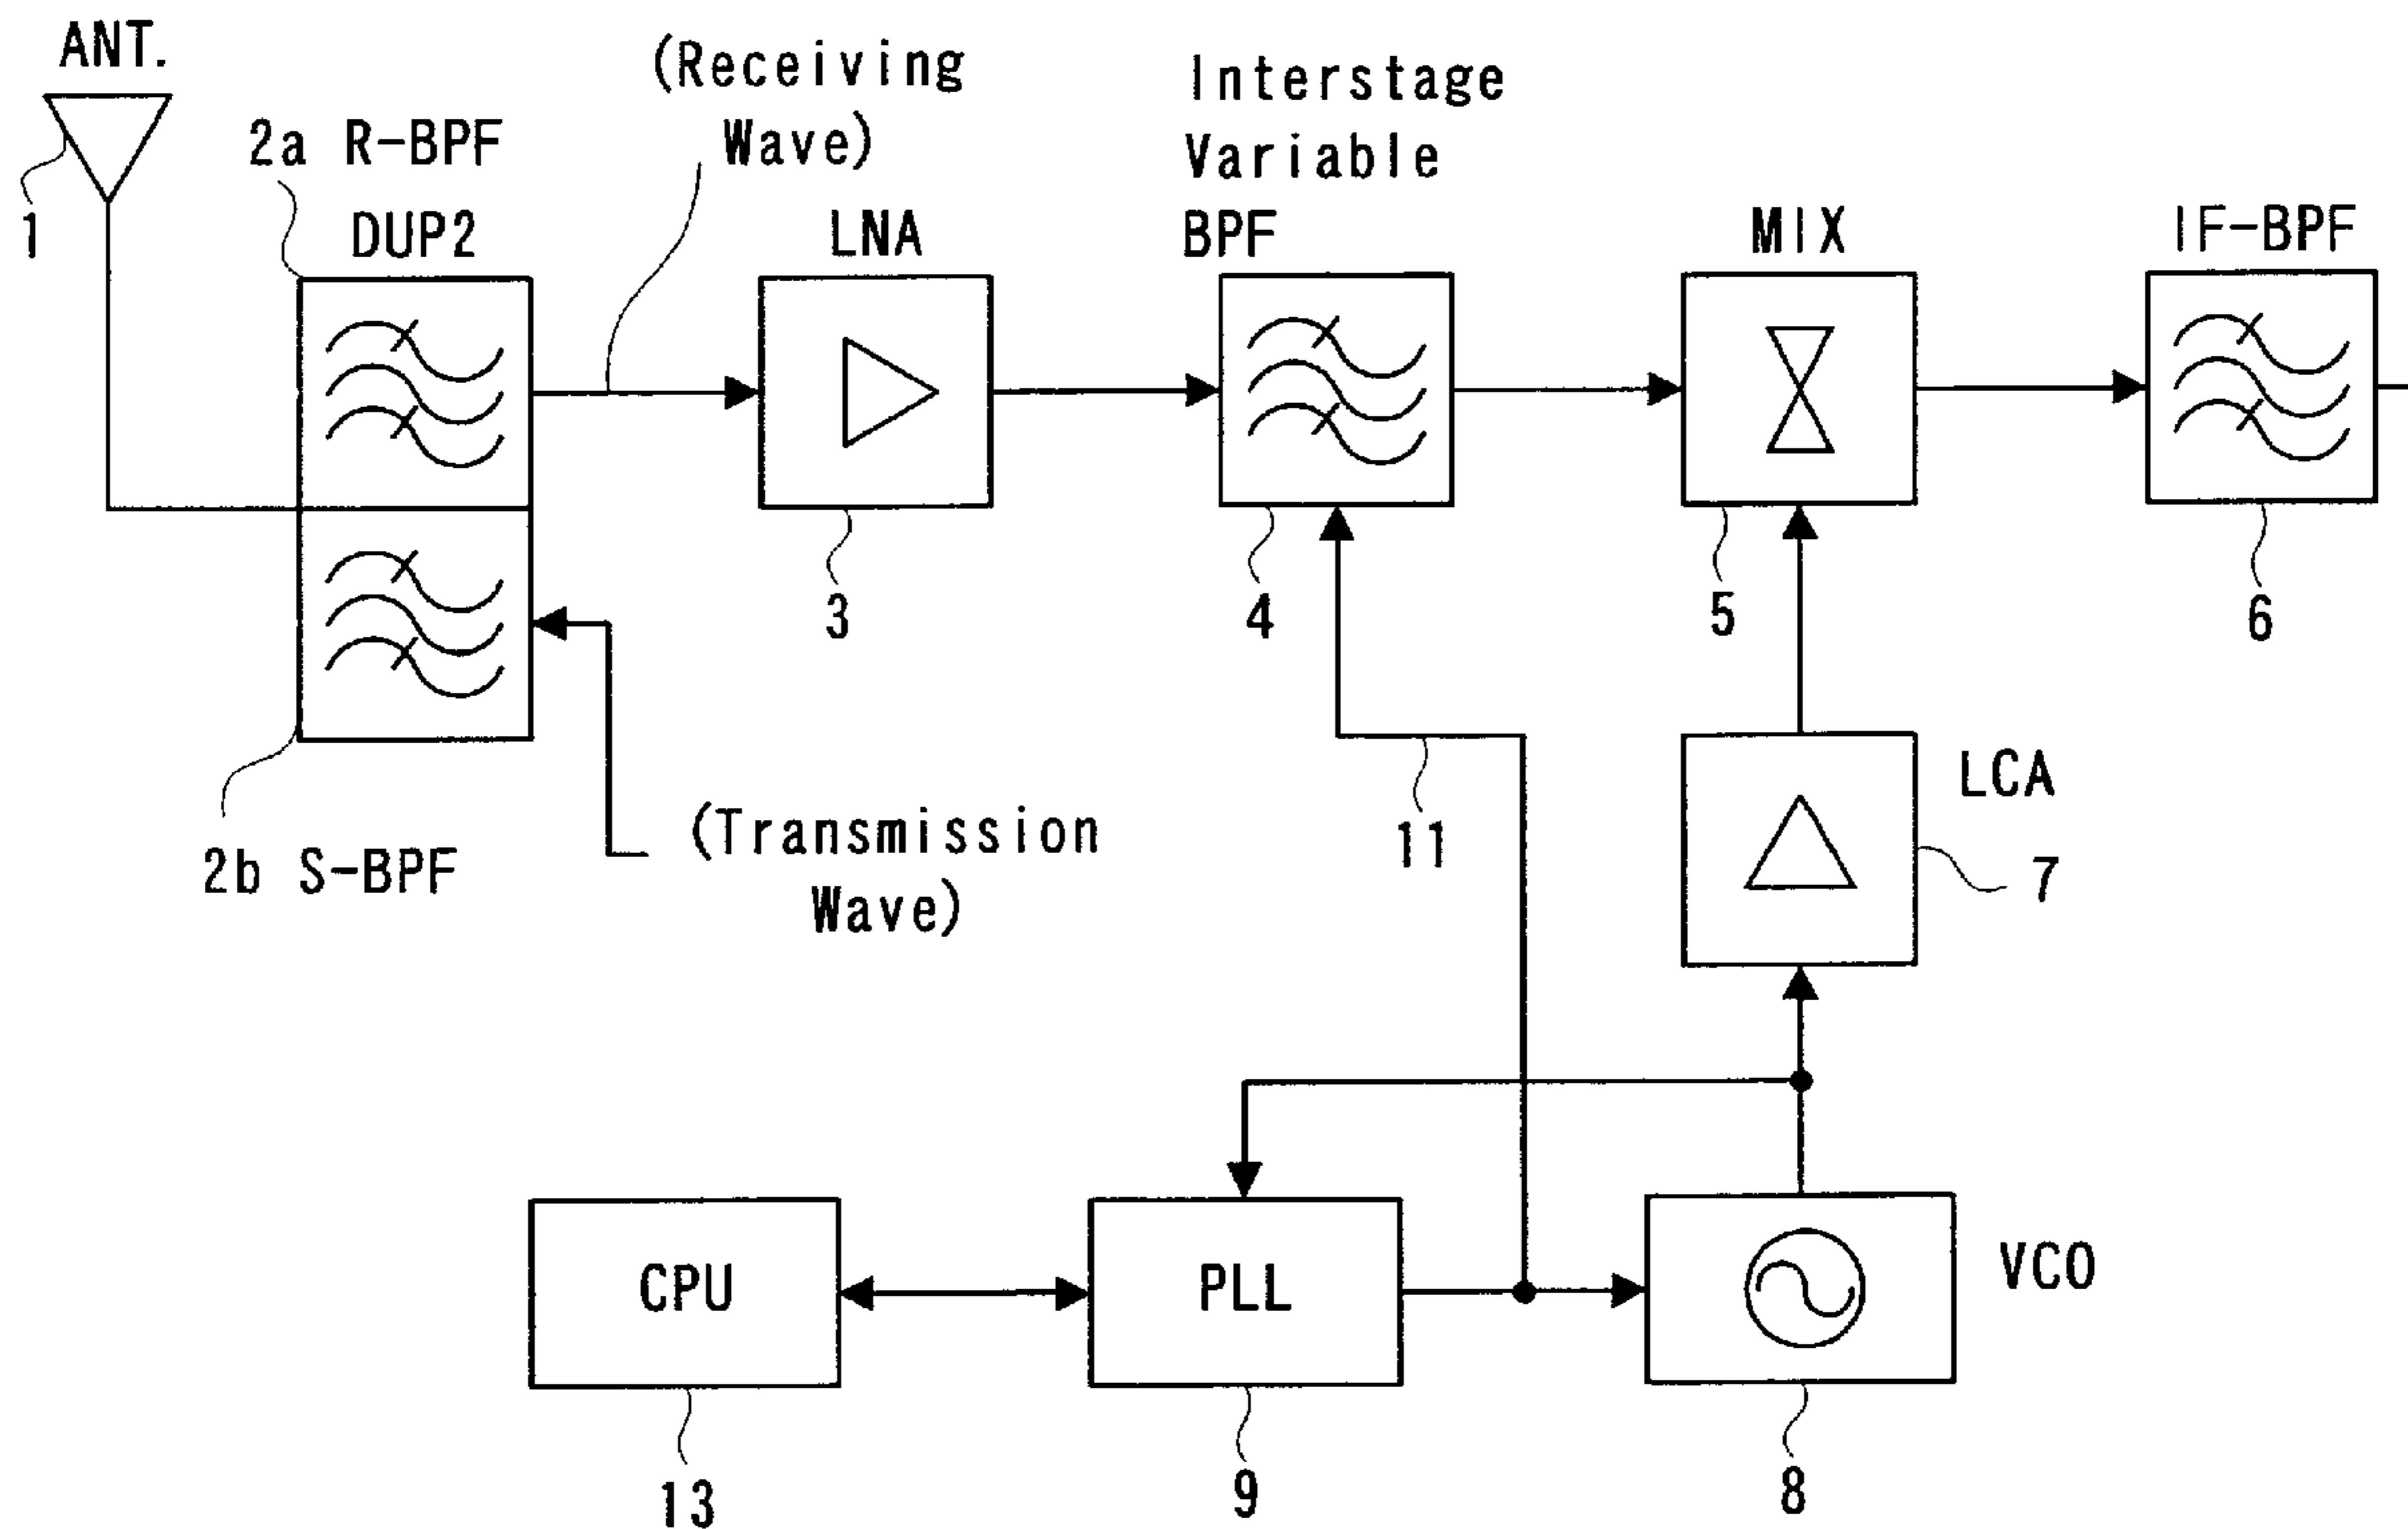 ANT.
1
2a R-BPF
DUP2
(Receiving
Wave)
LNA
3
Interstage
Variable
BPF
4
MIX
5
IF-BPF
6
2b S-BPF
(Transmission
Wave)
11
LCA
7
CPU
13
PLL
9
VCO
8